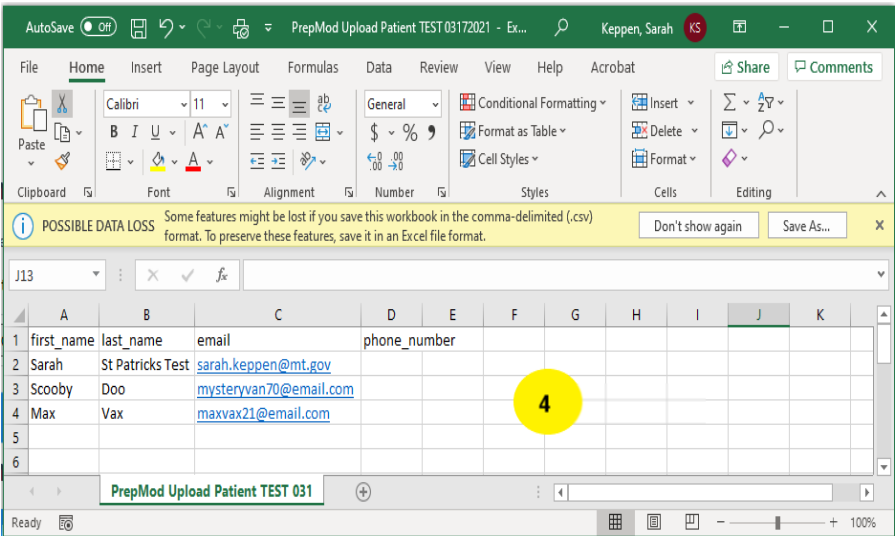 AutoSave Off PrepMod Upload Patient TEST 03172021 - Ex... Keppen, Sarah KS
File Home Insert Page Layout Formulas Data Review View Help Acrobat Share Comments
Calibri 11 ab General Conditional Formatting Insert
Paste B I U A A $ % 9 Format as Table Delete
A Cell Styles Format
Clipboard Font Alignment Number Styles Cells Editing
POSSIBLE DATA LOSS Some features might be lost if you save this workbook in the comma-delimited (.csv) Don't show again Save As...
format. To preserve these features, save it in an Excel file format.
J13 fx
A B C D E F G H I J K
1 first_name last_name email phone_number
2 Sarah St Patricks Test sarah.keppen@mt.gov
3 Scooby Doo mysteryvan70@email.com
4 Max Vax maxvax21@email.com
4
5
6
PrepMod Upload Patient TEST 031
Ready 100%